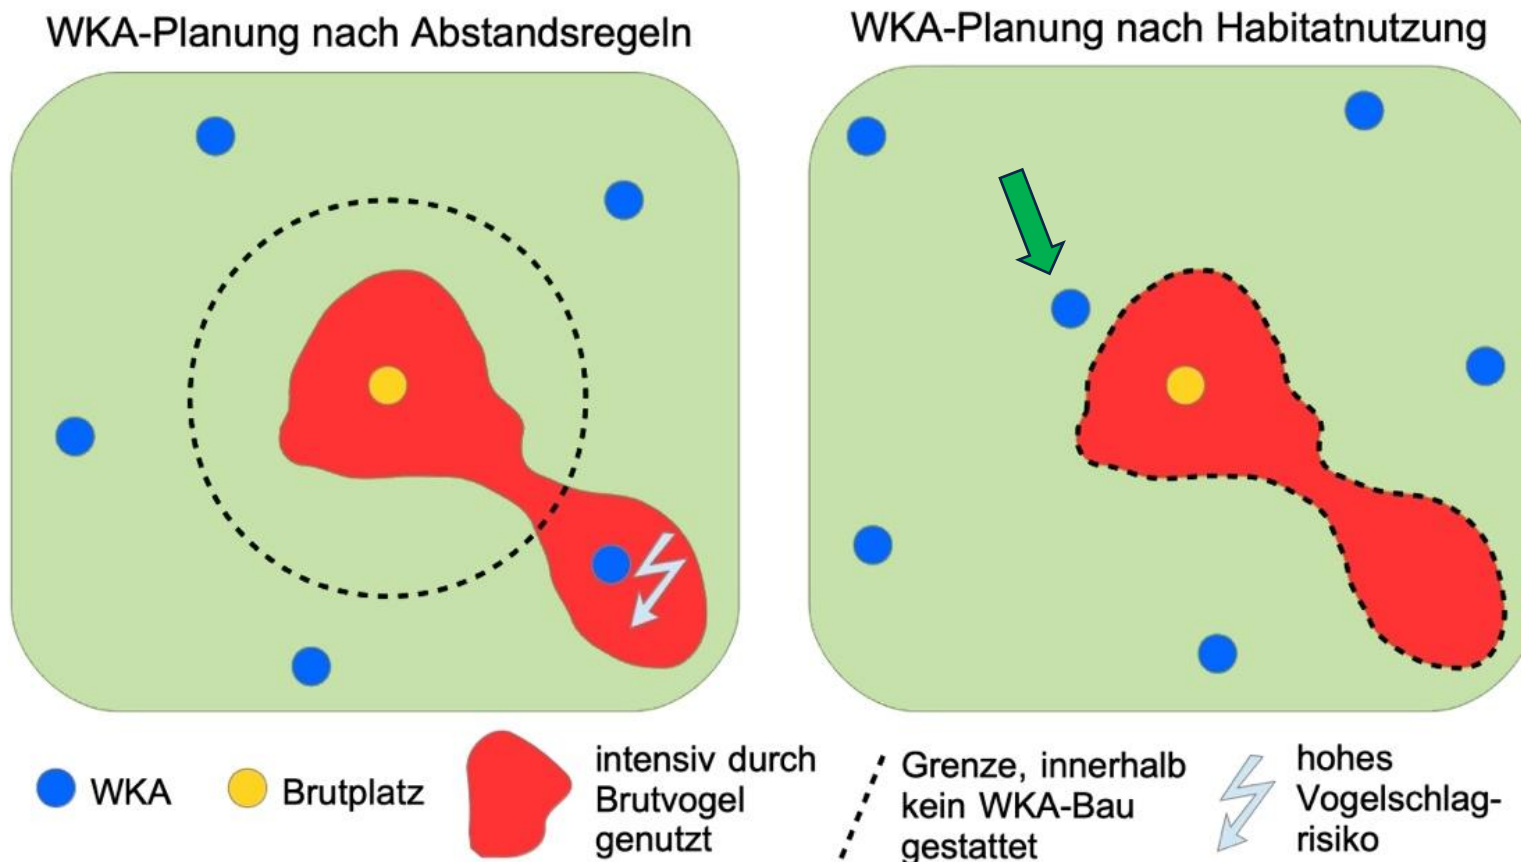 WKA-Planung nach Abstandsregeln
WKA-Planung nach Habitatnutzung
WKA
Brutplatz
intensiv durch
Brutvogel
genutzt
Grenze, innerhalb
kein WKA-Bau
gestattet
hohes
Vogelschlag-
risiko